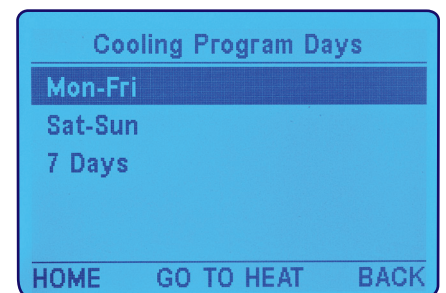 Cooling Program Days
Mon-Fri
Sat-Sun
7 Days
HOME GO TO HEAT BACK